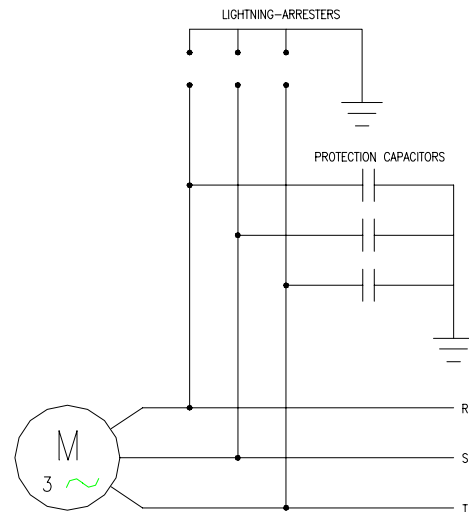 LIGHTNING-ARRESTERS
PROTECTION CAPACITORS
R
M
S
3 ~
T